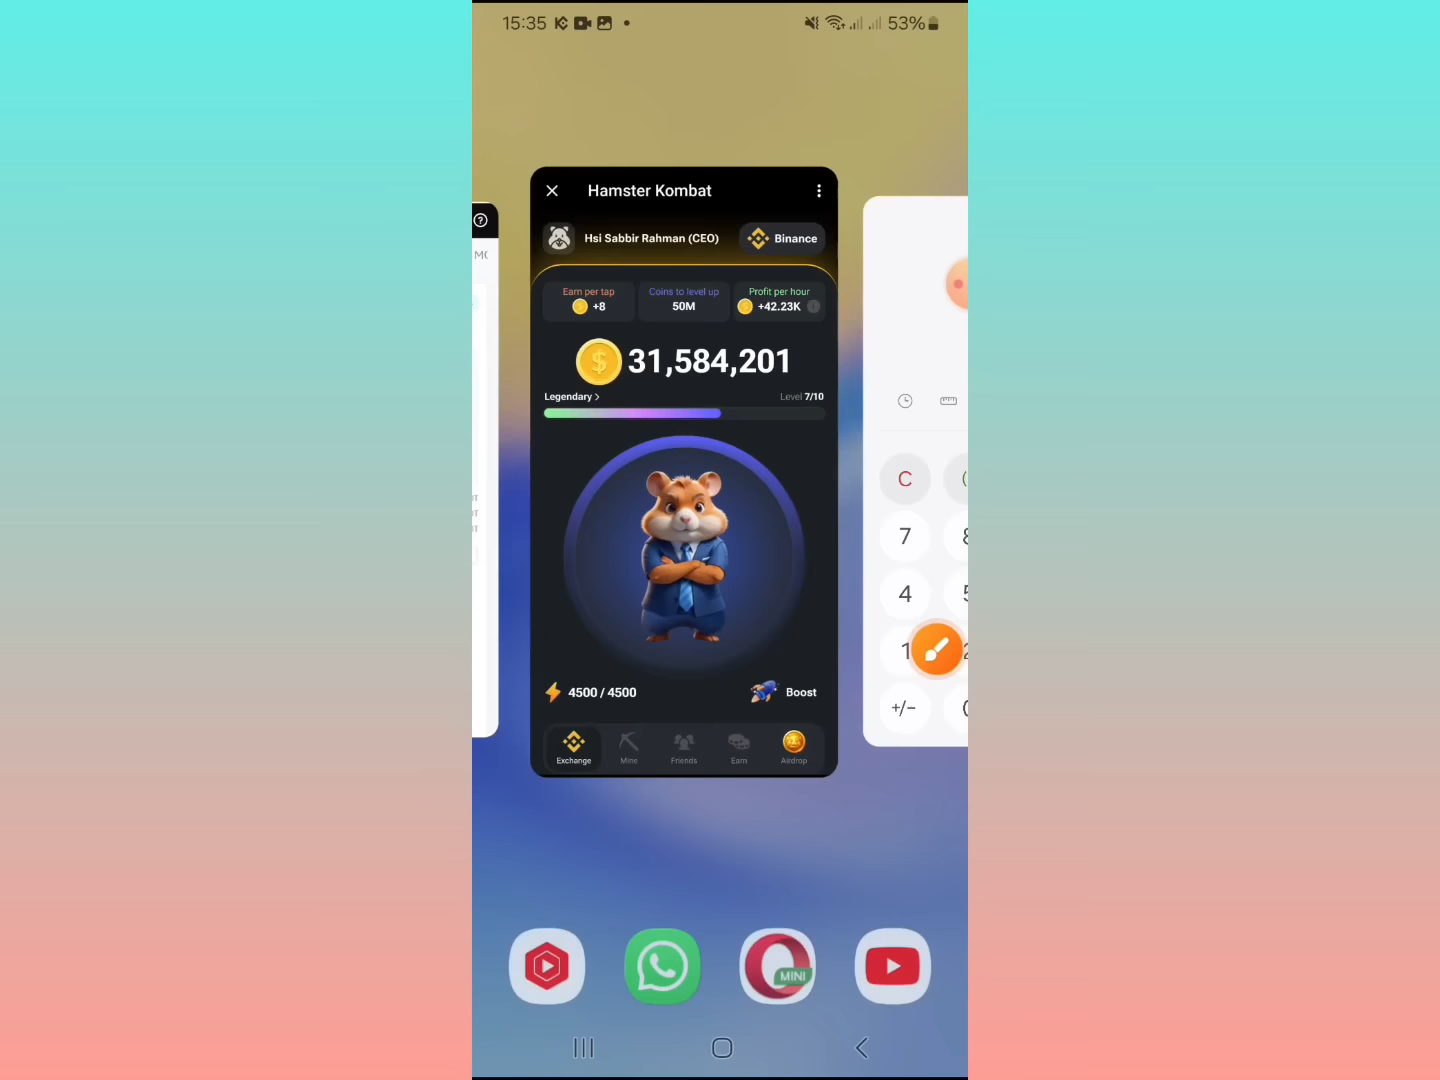 15:35
53%
Hamster Kombat
Hsi Sabbir Rahman (CEO)
Binance
MO
Earn per tap
+8
Coins to level up
50M
Profit per hour
+42.23K
31,584,201
Legendary >
Level 7/10
C
7
4
1
+/−
4500 / 4500
Boost
Exchange
Mine
Friends
Earn
Airdrop
MINI